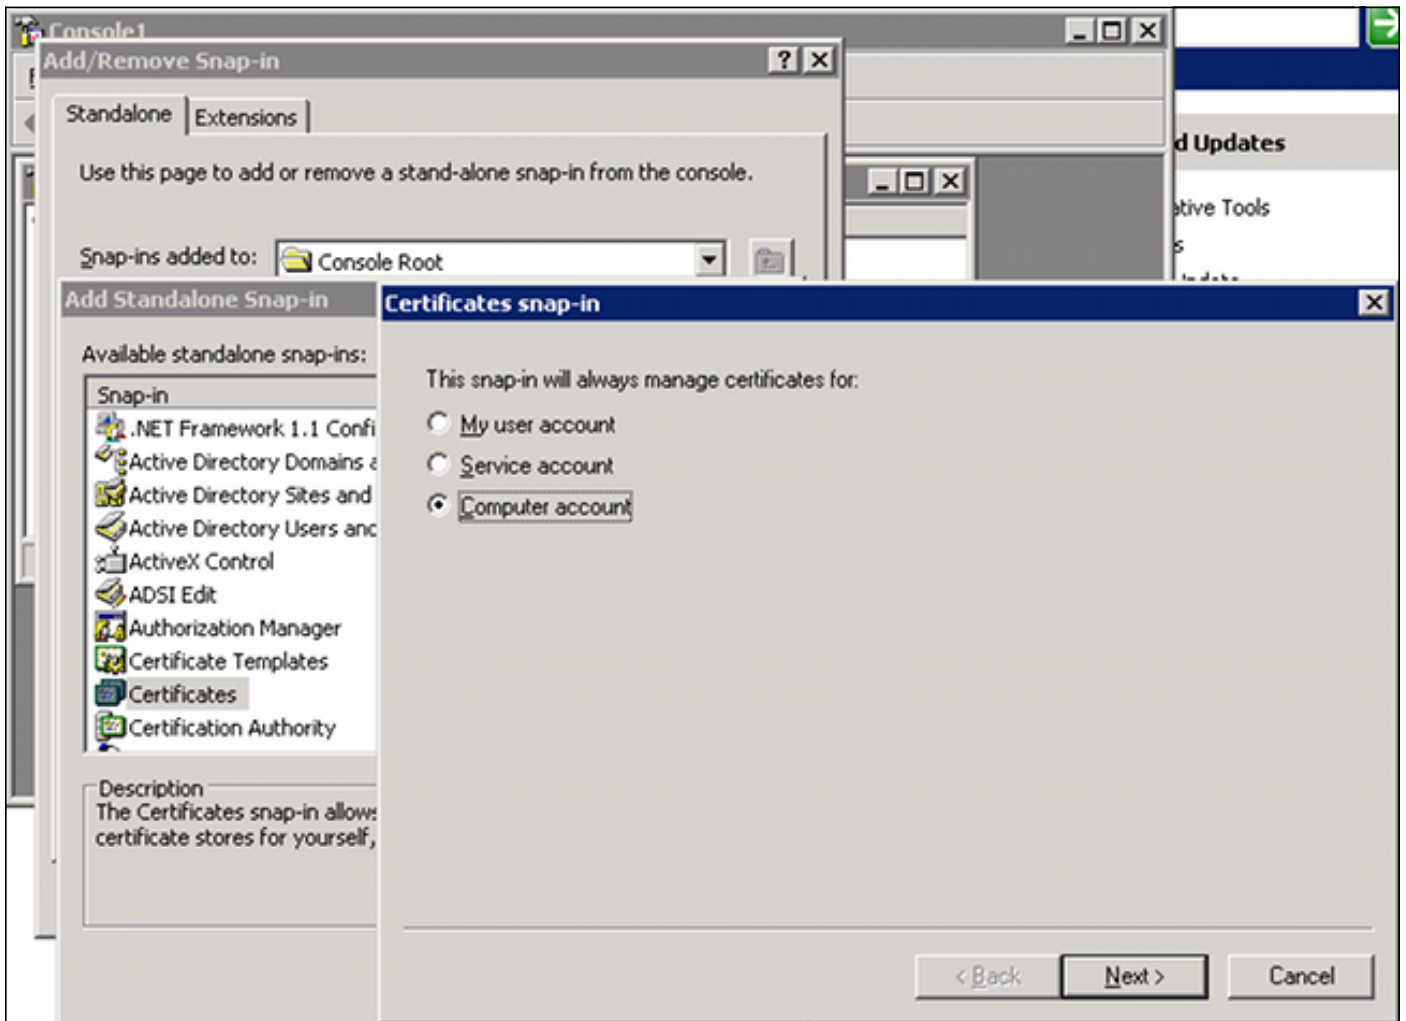 Console1
Add/Remove Snap-in
Standalone
Extensions
Use this page to add or remove a stand-alone snap-in from the console.
Snap-ins added to:
Console Root
d Updates
ative Tools
s
Add Standalone Snap-in
Available standalone snap-ins:
Snap-in
.NET Framework 1.1 Confi
Active Directory Domains a
Active Directory Sites and
Active Directory Users and
ActiveX Control
ADSI Edit
Authorization Manager
Certificate Templates
Certificates
Certification Authority
Description
The Certificates snap-in allows
certificate stores for yourself,
Certificates snap-in
This snap-in will always manage certificates for:
My user account
Service account
Computer account
< Back
Next >
Cancel